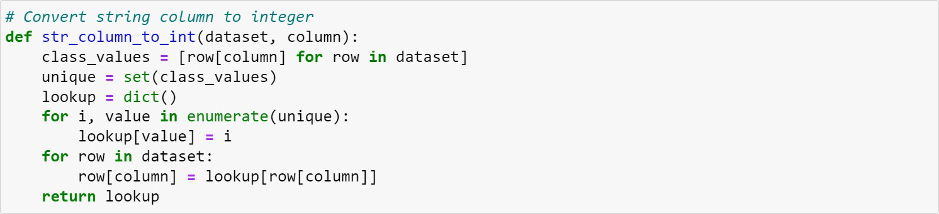 # Convert string column to integer
def str_column_to_int(dataset, column):
    class_values = [row[column] for row in dataset]
    unique = set(class_values)
    lookup = dict()
    for i, value in enumerate(unique):
        lookup[value] = i
    for row in dataset:
        row[column] = lookup[row[column]]
    return lookup